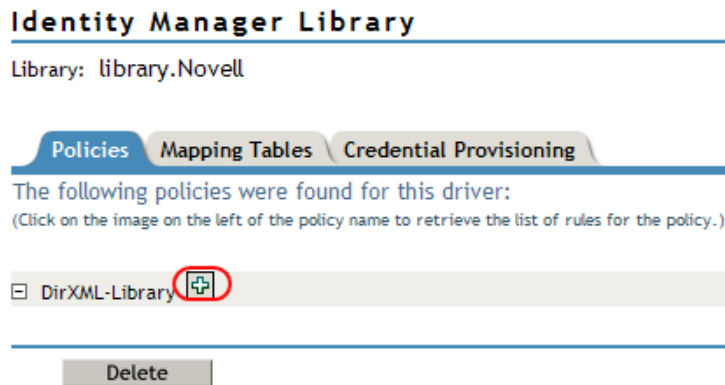 Identity Manager Library
Library: library.Novell
Policies Mapping Tables Credential Provisioning
The following policies were found for this driver:
(Click on the image on the left of the policy name to retrieve the list of rules for the policy.)
DirXML-Library
Delete